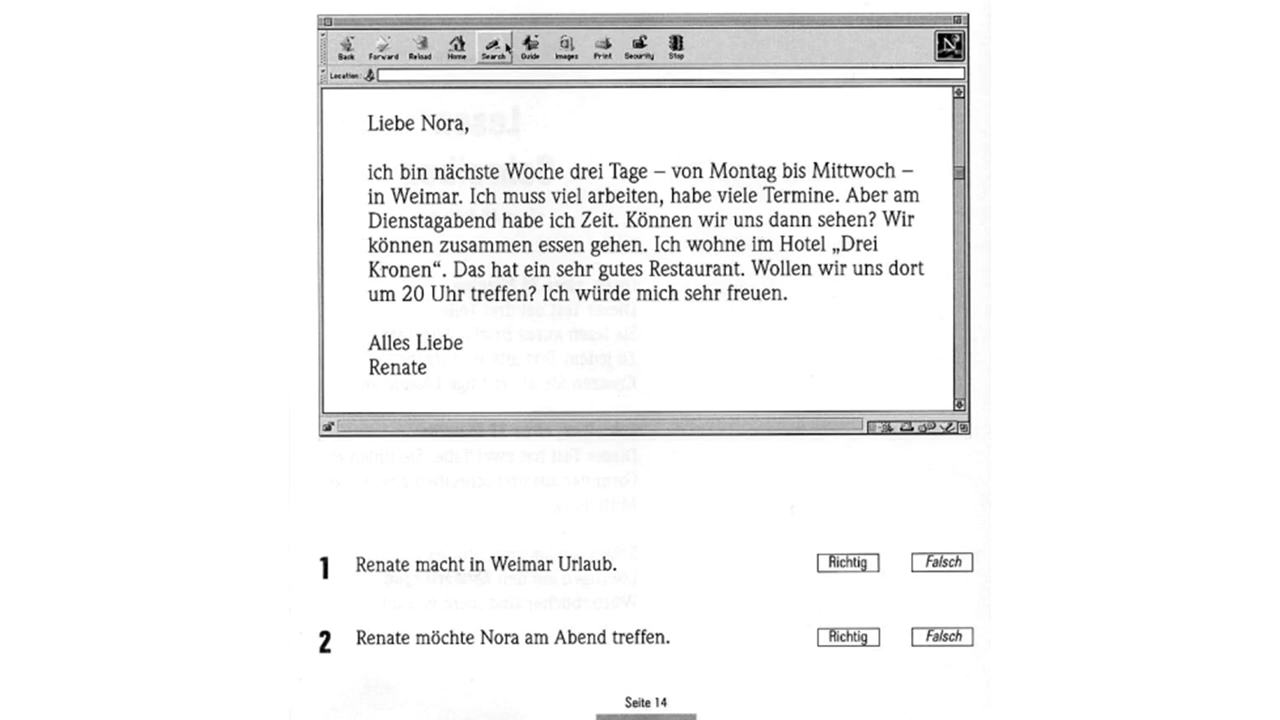 Back Forward Reload Home Search Guide Images Print Security Stop
Location:
Liebe Nora,
ich bin nächste Woche drei Tage – von Montag bis Mittwoch –
in Weimar. Ich muss viel arbeiten, habe viele Termine. Aber am
Dienstagabend habe ich Zeit. Können wir uns dann sehen? Wir
können zusammen essen gehen. Ich wohne im Hotel „Drei
Kronen“. Das hat ein sehr gutes Restaurant. Wollen wir uns dort
um 20 Uhr treffen? Ich würde mich sehr freuen.
Alles Liebe
Renate
1 Renate macht in Weimar Urlaub. Richtig Falsch
2 Renate möchte Nora am Abend treffen. Richtig Falsch
Seite 14